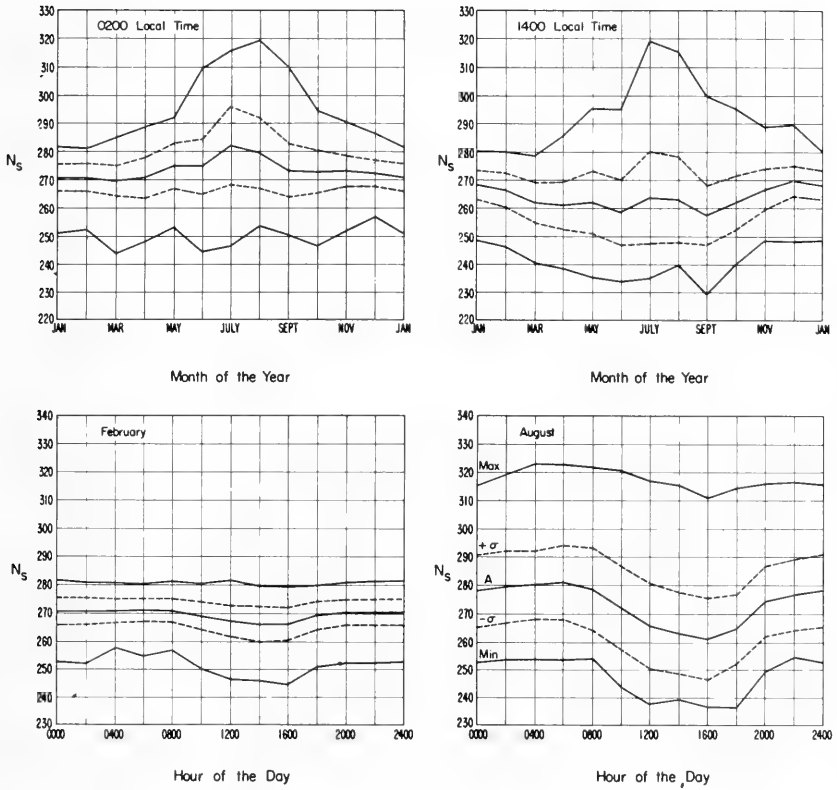 0200 Local Time
330
320
310
300
290
280
270
260
250
240
230
220
Ns
JAN MAR MAY JULY SEPT NOV JAN
Month of the Year
1400 Local Time
330
320
310
300
290
280
270
260
250
240
230
220
Ns
JAN MAR MAY JULY SEPT NOV JAN
Month of the Year
February
340
330
320
310
300
290
280
270
260
250
240
230
Ns
0000 0400 0800 1200 1600 2000 2400
Hour of the Day
August
340
330
320
310
300
290
280
270
260
250
240
230
Ns
Max
+σ
A
-σ
Min
0000 0400 0800 1200 1600 2000 2400
Hour of the Day